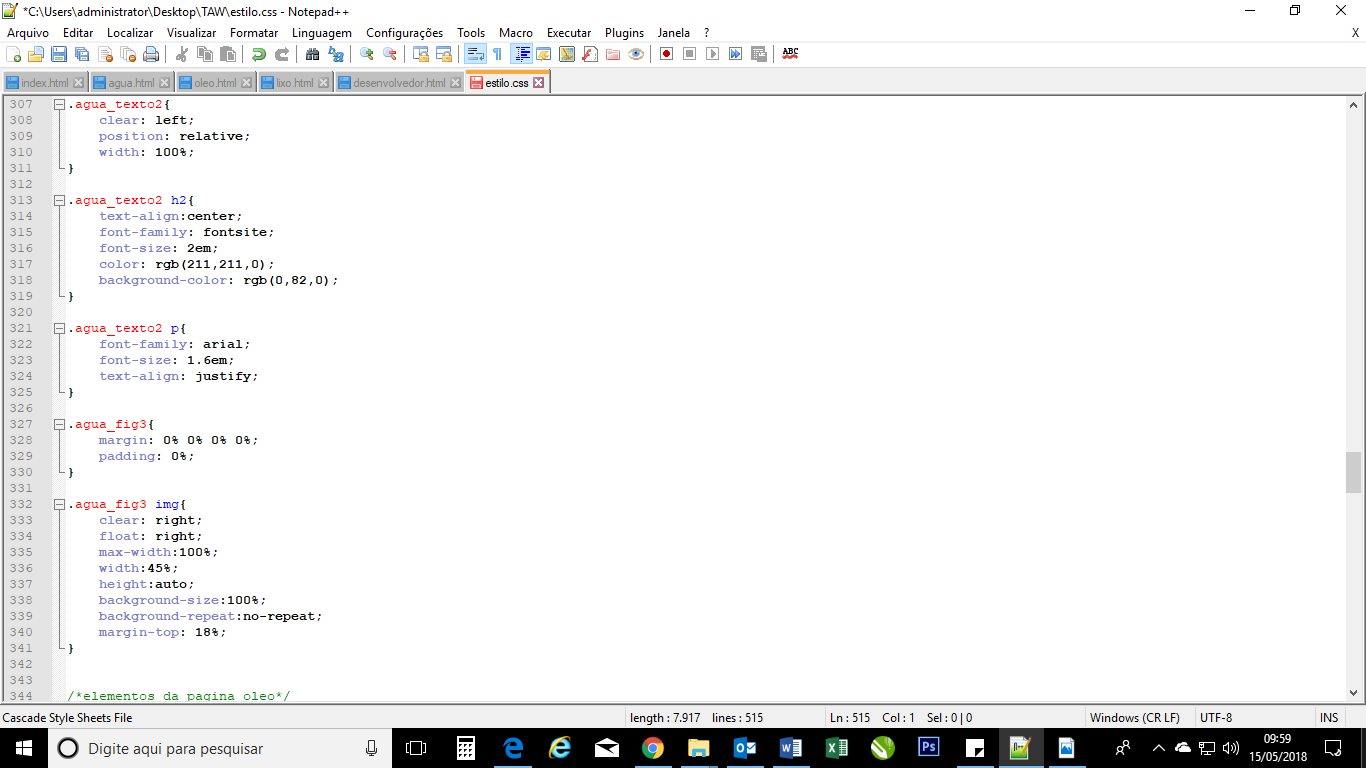 *C:\Users\administrator\Desktop\TAW\estilo.css - Notepad++
Arquivo Editar Localizar Visualizar Formatar Linguagem Configurações Tools Macro Executar Plugins Janela ? X
index.html agua.html oleo.html lixo.html desenvolvedor.html estilo.css
307 .agua_texto2{
308 clear: left;
309 position: relative;
310 width: 100%;
311 }
312
313 .agua_texto2 h2{
314 text-align:center;
315 font-family: fontsite;
316 font-size: 2em;
317 color: rgb(211,211,0);
318 background-color: rgb(0,82,0);
319 }
320
321 .agua_texto2 p{
322 font-family: arial;
323 font-size: 1.6em;
324 text-align: justify;
325 }
326
327 .agua_fig3{
328 margin: 0% 0% 0% 0%;
329 padding: 0%;
330 }
331
332 .agua_fig3 img{
333 clear: right;
334 float: right;
335 max-width:100%;
336 width:45%;
337 height:auto;
338 background-size:100%;
339 background-repeat:no-repeat;
340 margin-top: 18%;
341 }
342
343
344 /*elementos da pagina oleo*/
Cascade Style Sheets File length : 7.917 lines : 515 Ln : 515 Col : 1 Sel : 0 | 0 Windows (CR LF) UTF-8 INS
Digite aqui para pesquisar
09:59
15/05/2018